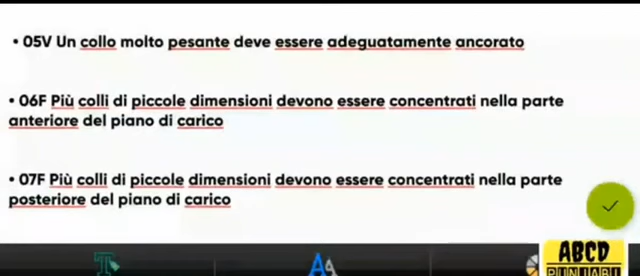 • 05V Un collo molto pesante deve essere adeguatamente ancorato
• 06F Più colli di piccole dimensioni devono essere concentrati nella parte
anteriore del piano di carico
• 07F Più colli di piccole dimensioni devono essere concentrati nella parte
posteriore del piano di carico
ABCD
PUNJABI